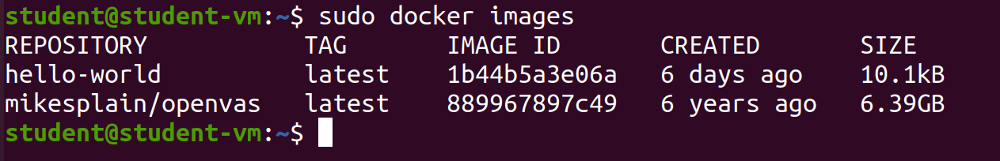 student@student-vm:~$ sudo docker images
REPOSITORY TAG IMAGE ID CREATED SIZE
hello-world latest 1b44b5a3e06a 6 days ago 10.1kB
mikesplain/openvas latest 889967897c49 6 years ago 6.39GB
student@student-vm:~$